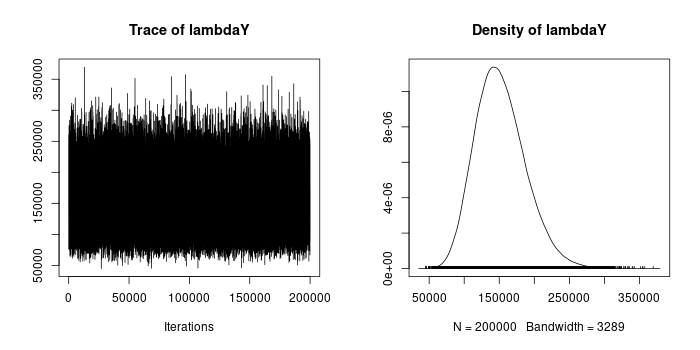 Trace of lambdaY
350000
250000
150000
50000
0 50000 100000 150000 200000
Iterations
Density of lambdaY
8e-06
4e-06
0e+00
50000 150000 250000 350000
N = 200000 Bandwidth = 3289